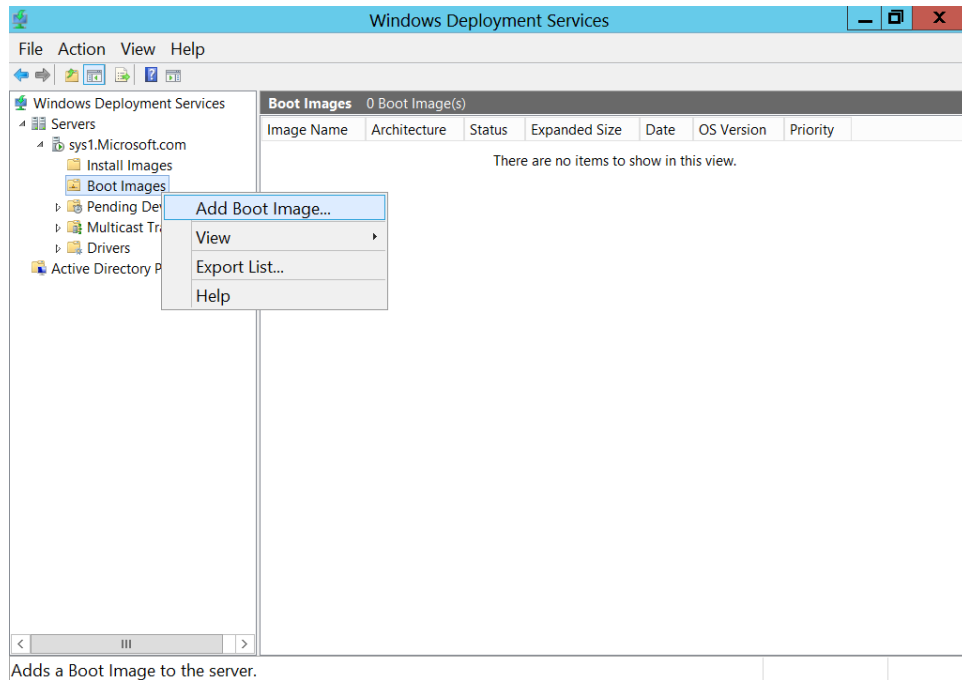 Windows Deployment Services
File Action View Help
Windows Deployment Services
Servers
sys1.Microsoft.com
Install Images
Boot Images
Pending De
Multicast Tr
Drivers
Active Directory P
Boot Images 0 Boot Image(s)
Image Name Architecture Status Expanded Size Date OS Version Priority
There are no items to show in this view.
Add Boot Image...
View
Export List...
Help
Adds a Boot Image to the server.